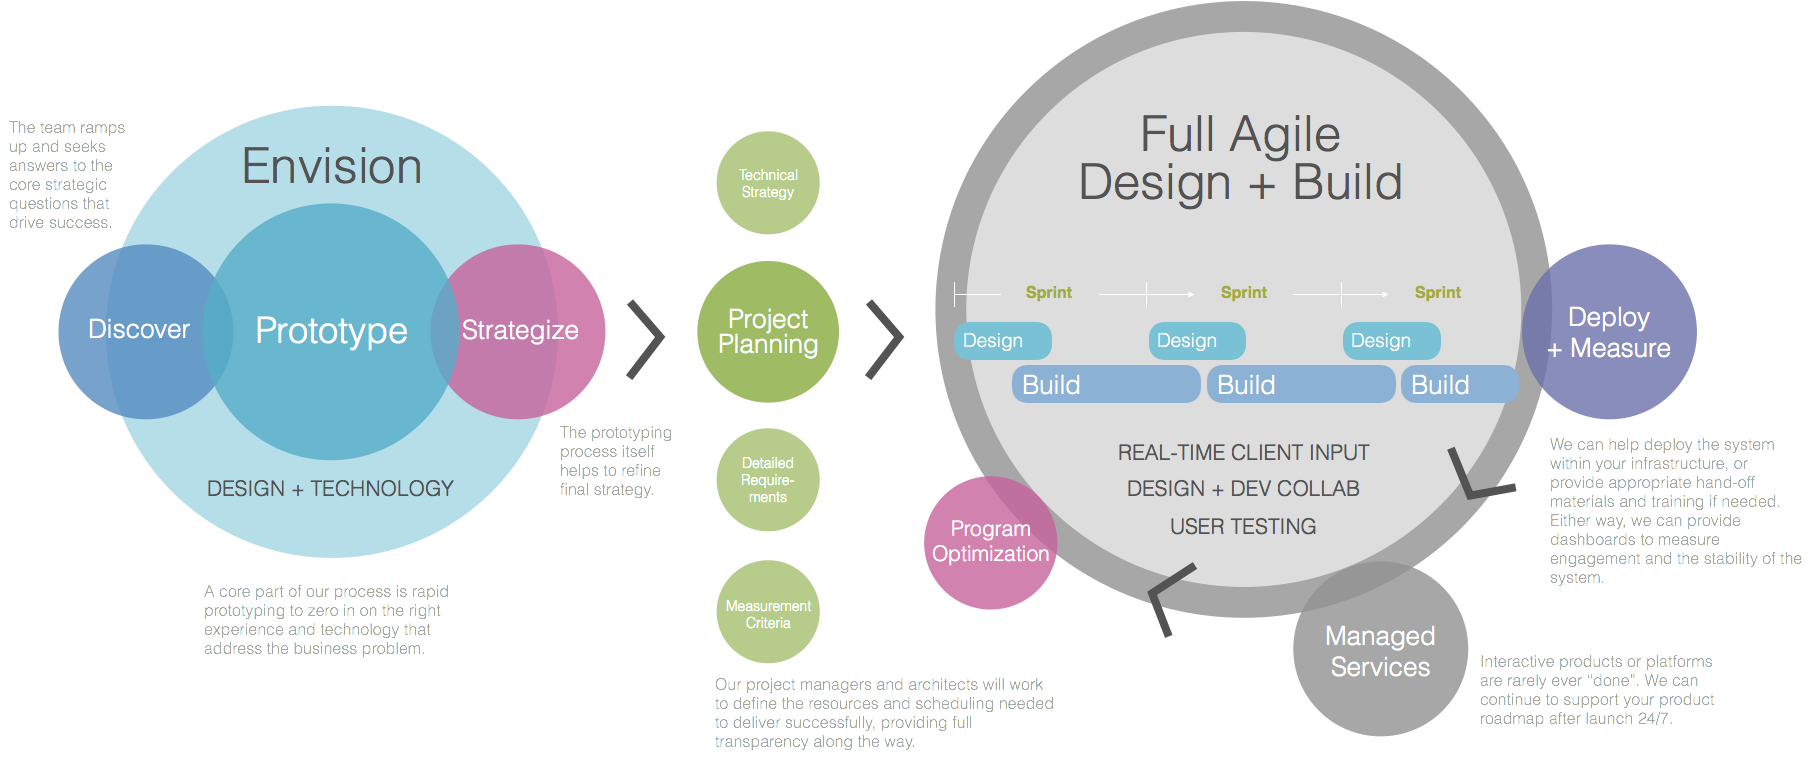 The team ramps
up and seeks
answers to the
core strategic
questions that
drive success.
Envision
Discover
Prototype
Strategize
DESIGN + TECHNOLOGY
The prototyping
process itself
helps to refine
final strategy.
A core part of our process is rapid
prototyping to zero in on the right
experience and technology that
address the business problem.
Technical
Strategy
Project
Planning
Detailed
Require-
ments
Measurement
Criteria
Our project managers and architects will work
to define the resources and scheduling needed
to deliver successfully, providing full
transparency along the way.
Full Agile
Design + Build
Sprint
Sprint
Sprint
Design
Design
Design
Build
Build
Build
REAL-TIME CLIENT INPUT
DESIGN + DEV COLLAB
USER TESTING
Deploy
+ Measure
We can help deploy the system
within your infrastructure, or
provide appropriate hand-off
materials and training if needed.
Either way, we can provide
dashboards to measure
engagement and the stability of the
system.
Managed
Services
Interactive products or platforms
are rarely ever “done”. We can
continue to support your product
roadmap after launch 24/7.
Program
Optimization